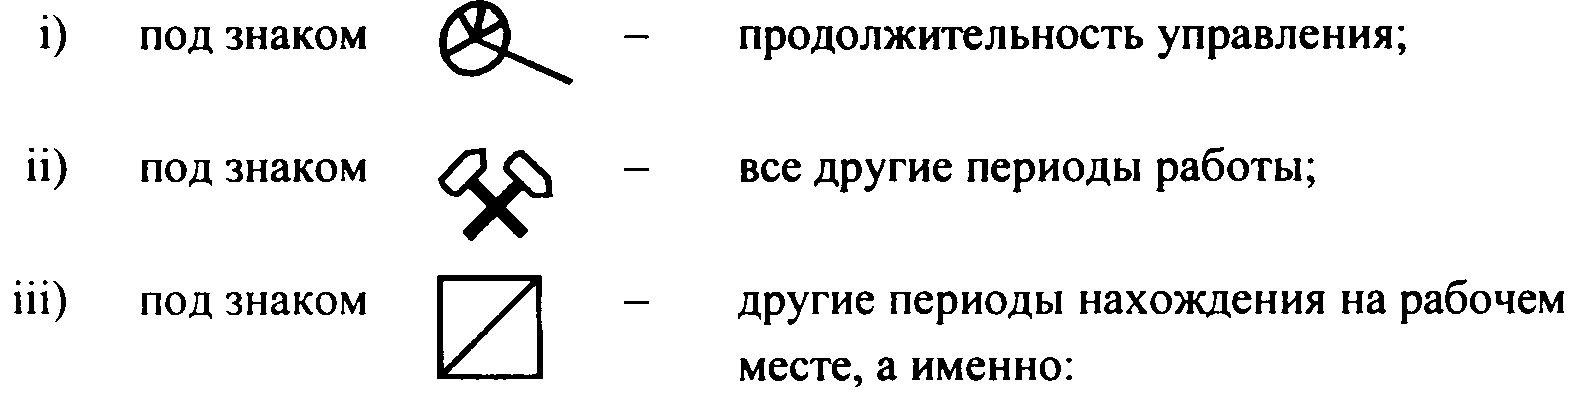 i) под знаком – продолжительность управления;
ii) под знаком – все другие периоды работы;
iii) под знаком – другие периоды нахождения на рабочем
месте, а именно: